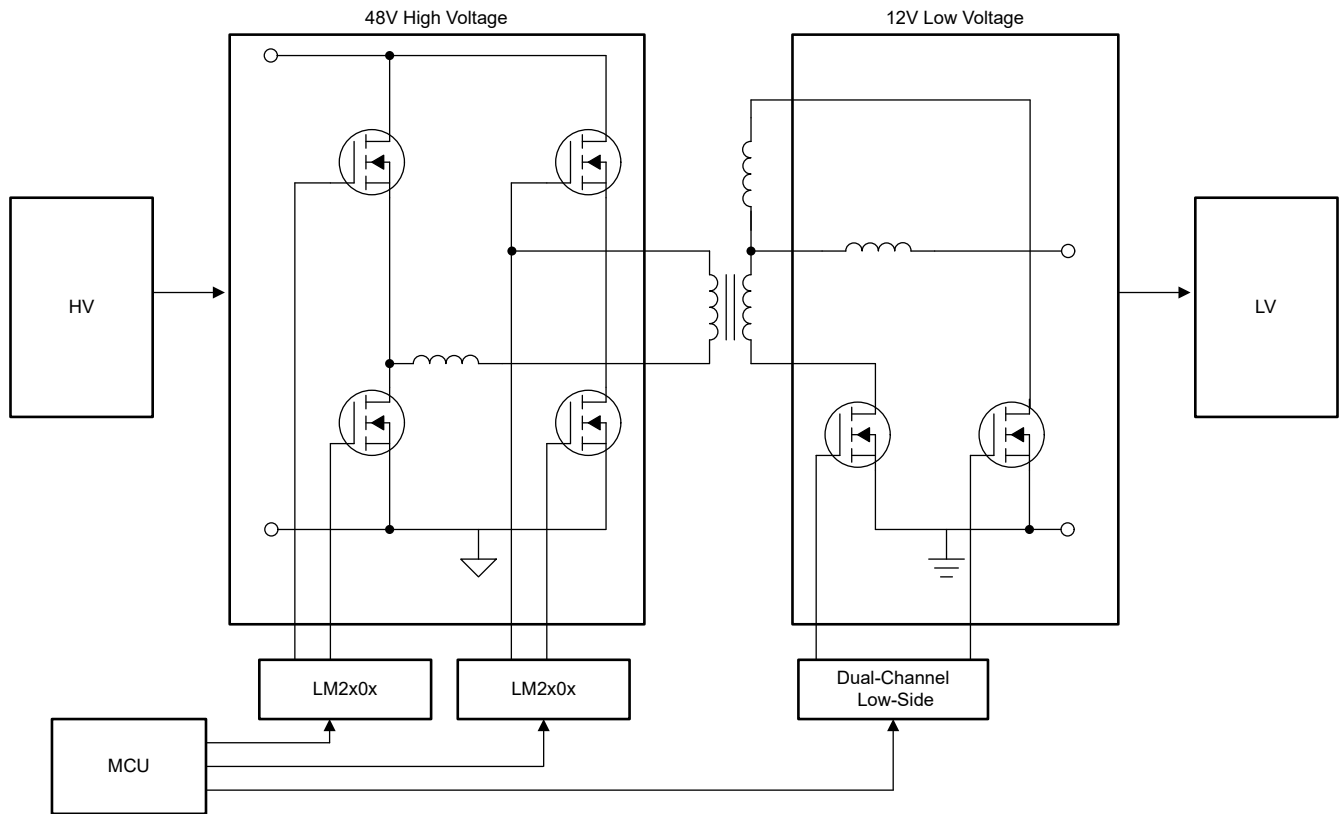 48V High Voltage
12V Low Voltage
HV
LV
LM2x0x
LM2x0x
Dual-Channel
Low-Side
MCU